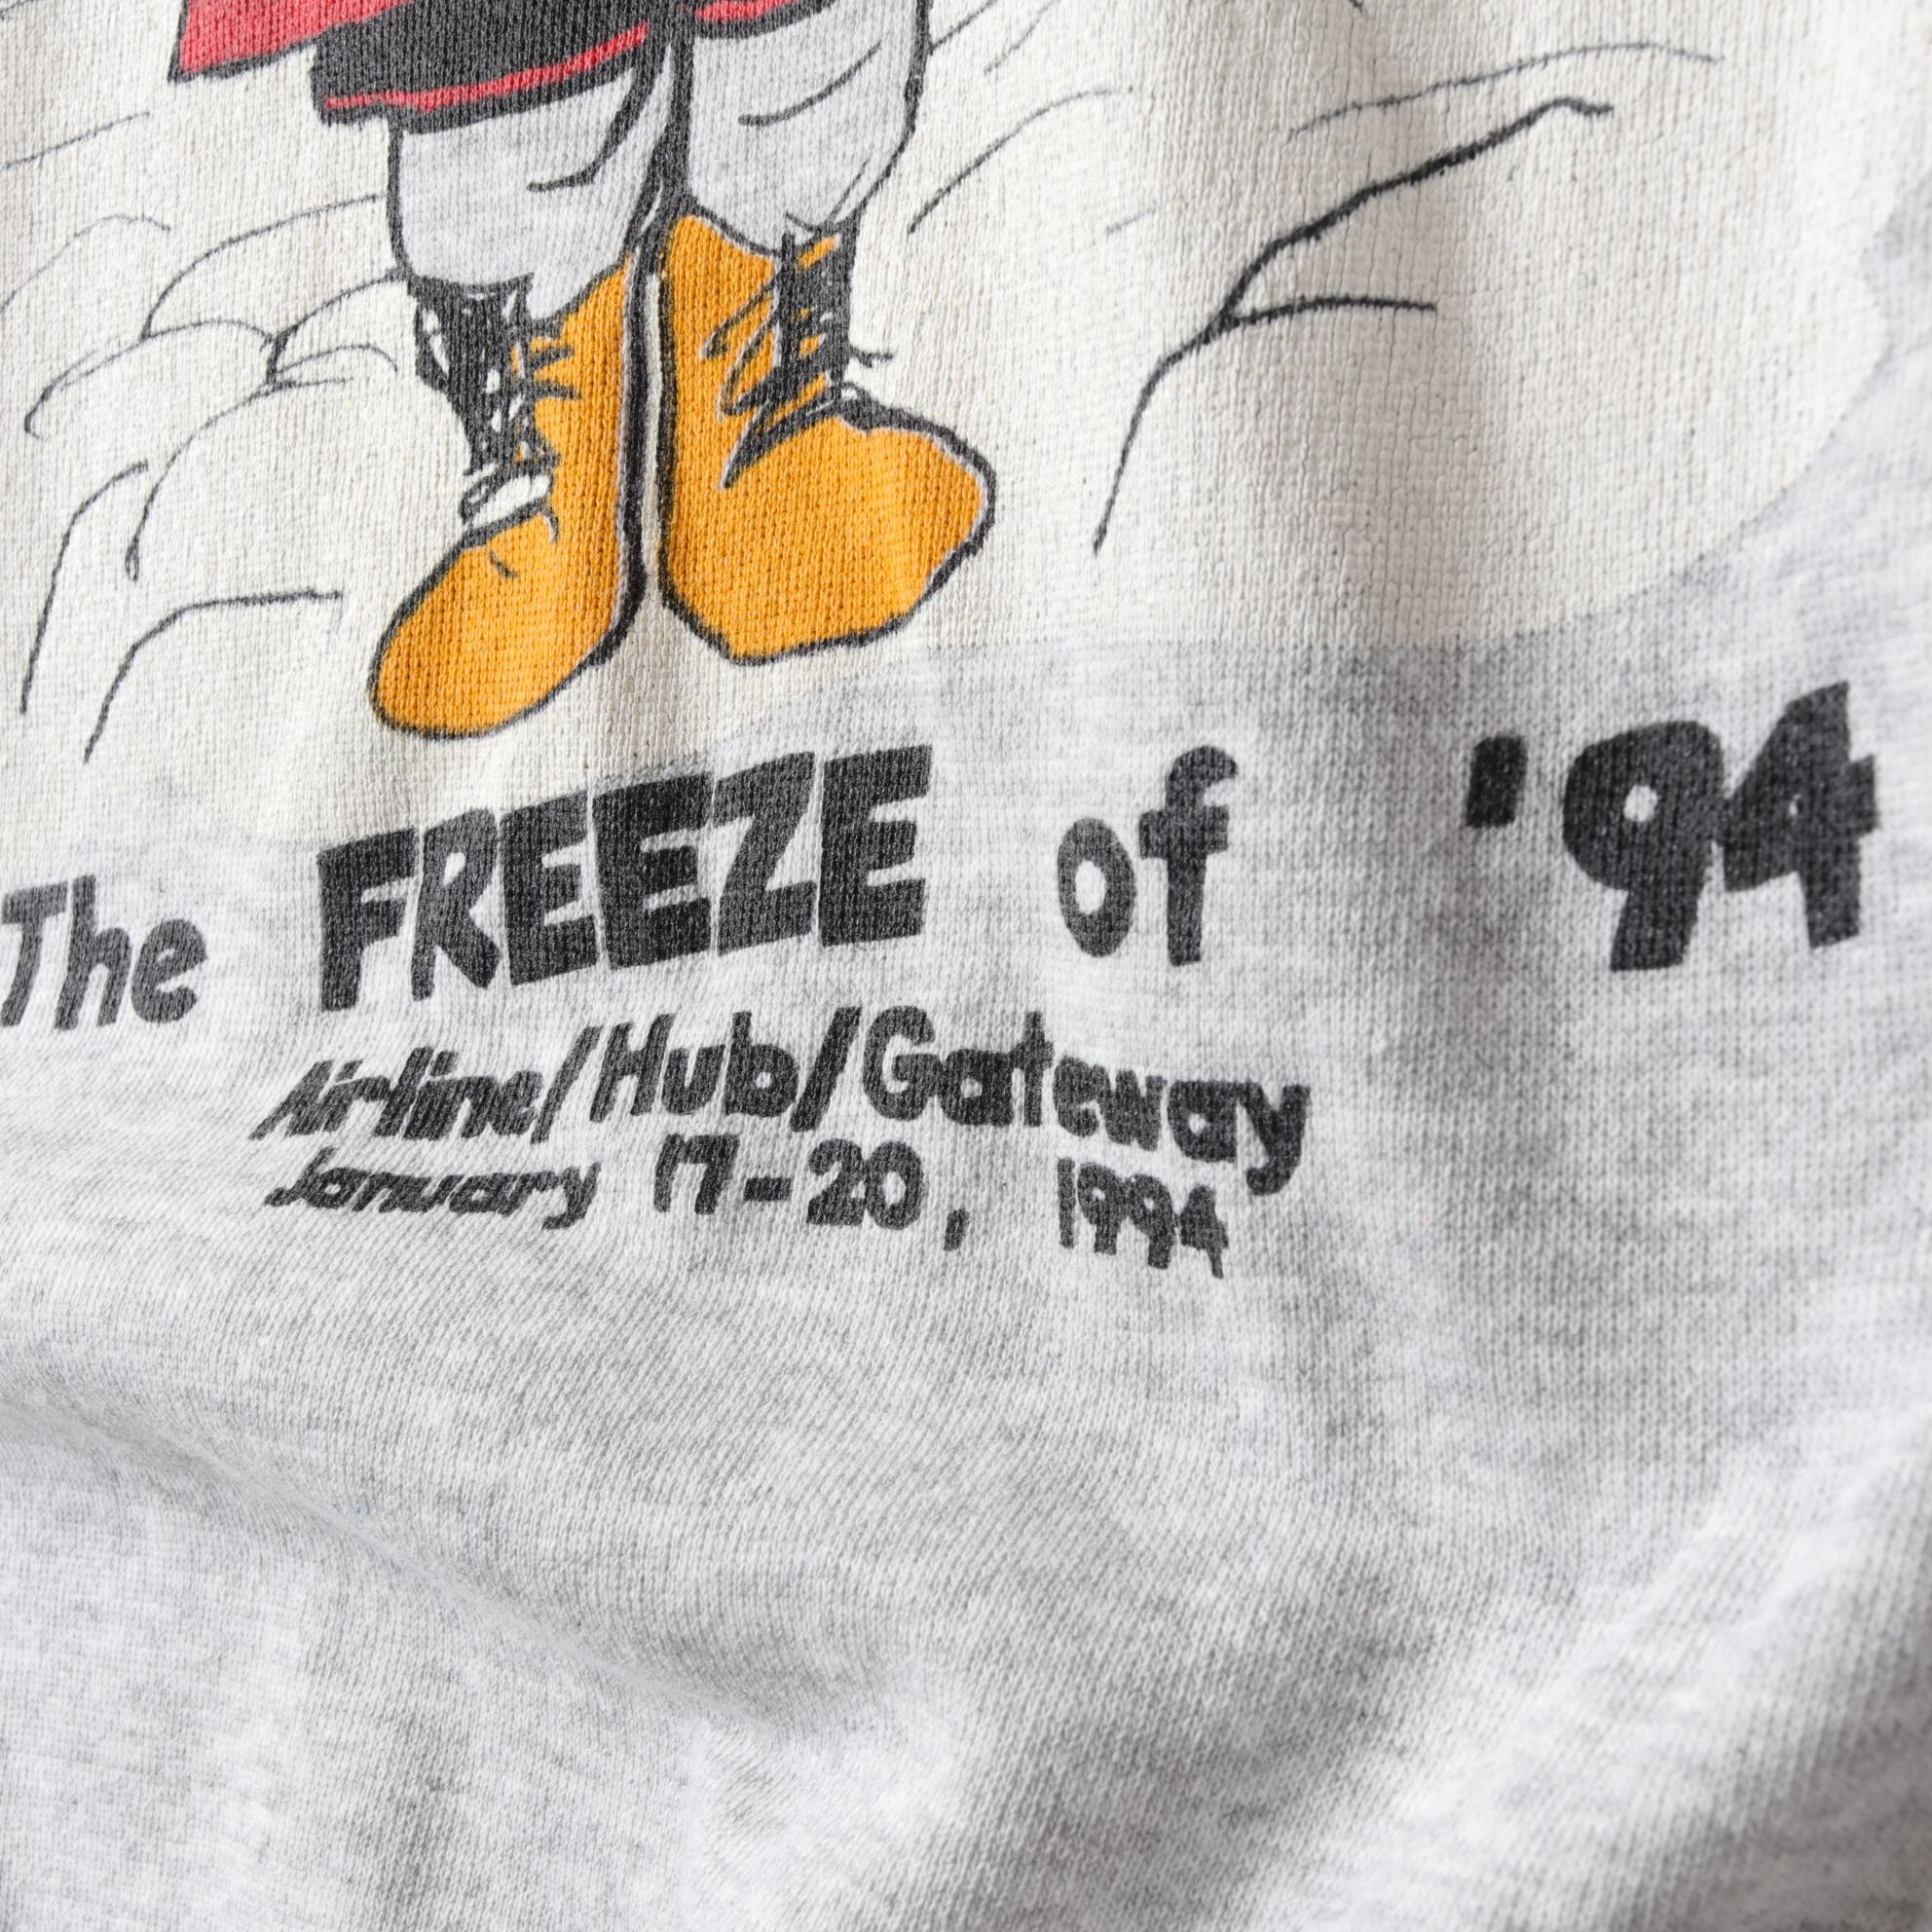 The FREEZE of '94
Airline/Hub/Gateway
January 17-20, 1994